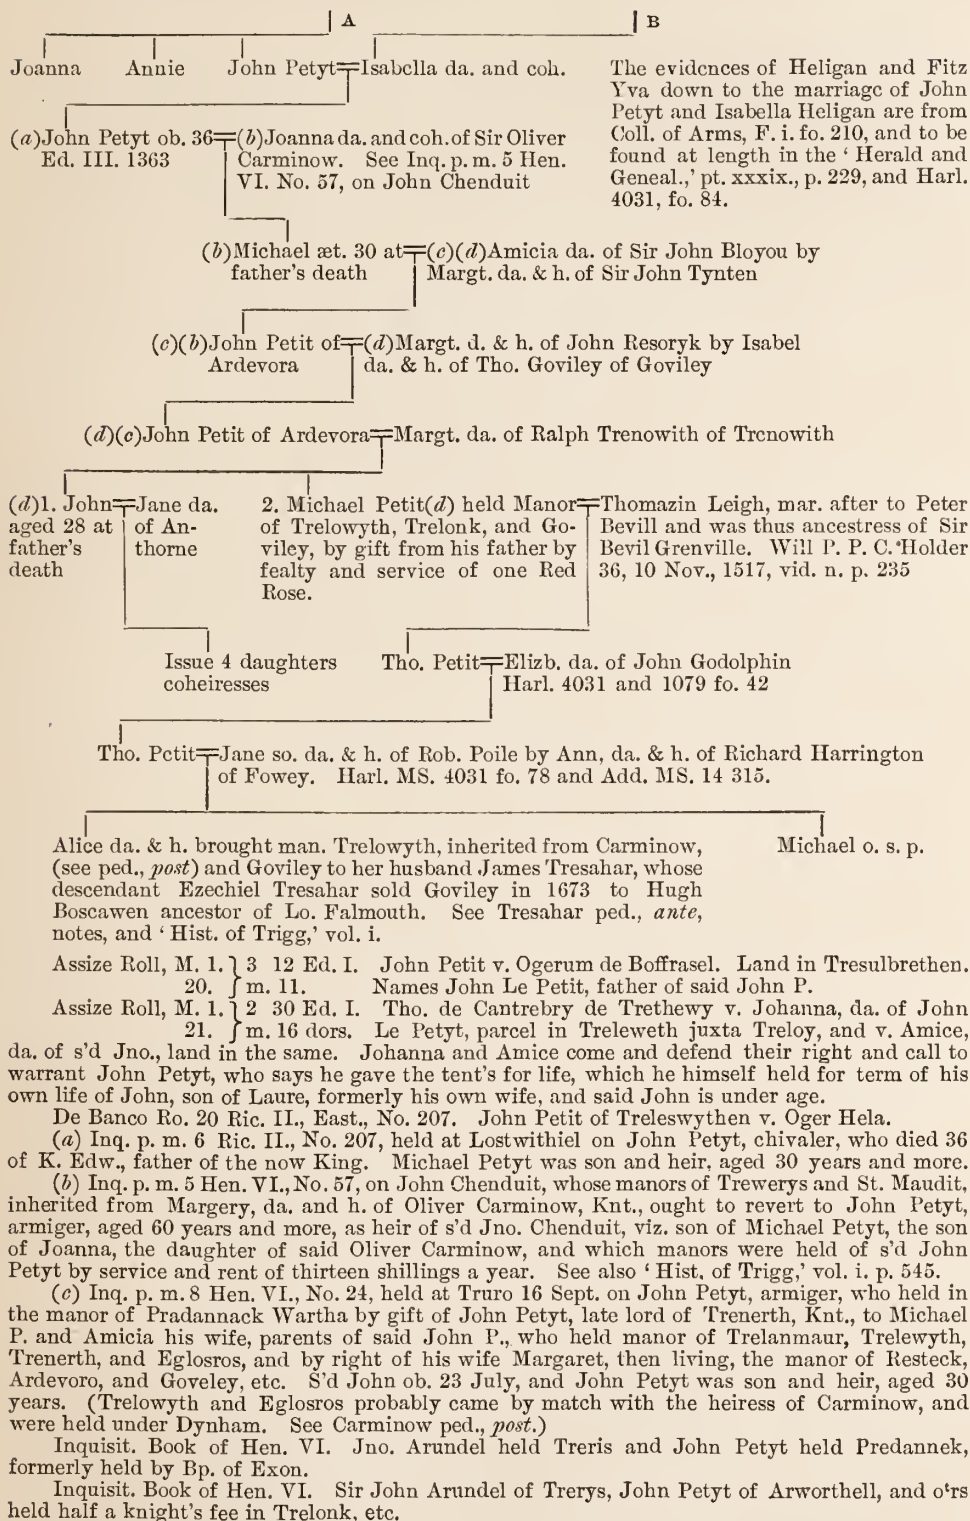 A B
Joanna Annie John Petyt Isabella da. and coh.
The evidences of Heligan and Fitz
Yva down to the marriage of John
Petyt and Isabella Heligan are from
Coll. of Arms, F. i. fo. 210, and to be
found at length in the ‘ Herald and
Geneal.,’ pt. xxxix., p. 229, and Harl.
4031, fo. 84.
(a)John Petyt ob. 36
Ed. III. 1363
(b)Joanna da. and coh. of Sir Oliver
Carminow. See Inq. p. m. 5 Hen.
VI. No. 57, on John Chenduit
(b)Michael æt. 30 at
father's death
(c)(d)Amicia da. of Sir John Bloyou by
Margt. da. & h. of Sir John Tynten
(c)(b)John Petit of
Ardevora
(d)Margt. d. & h. of John Resoryk by Isabel
da. & h. of Tho. Goviley of Goviley
(d)(c)John Petit of Ardevora Margt. da. of Ralph Trenowith of Trenowith
(d)1. John
aged 28 at
father's
death
Jane da.
of An-
thorne
2. Michael Petit(d) held Manor
of Trelowyth, Trelonk, and Go-
viley, by gift from his father by
fealty and service of one Red
Rose.
Thomazin Leigh, mar. after to Peter
Bevill and was thus ancestress of Sir
Bevil Grenville. Will P. P. C. Holder
36, 10 Nov., 1517, vid. n. p. 235
Issue 4 daughters
coheiresses
Tho. Petit Elizb. da. of John Godolphin
Harl. 4031 and 1079 fo. 42
Tho. Petit Jane so. da. & h. of Rob. Poile by Ann, da. & h. of Richard Harrington
of Fowey. Harl. MS. 4031 fo. 78 and Add. MS. 14 315.
Alice da. & h. brought man. Trelowyth, inherited from Carminow,
(see ped., post) and Goviley to her husband James Tresahar, whose
descendant Ezechiel Tresahar sold Goviley in 1673 to Hugh
Boscawen ancestor of Lo. Falmouth. See Tresahar ped., ante,
notes, and ‘ Hist. of Trigg,’ vol. i.
Michael o. s. p.
Assize Roll, M. 1. } 3 12 Ed. I. John Petit v. Ogerum de Boffrasel. Land in Tresulbrethen.
20. } m. 11. Names John Le Petit, father of said John P.
Assize Roll, M. 1. } 2 30 Ed. I. Tho. de Cantrebry de Trethewy v. Johanna, da. of John
21. } m. 16 dors. Le Petyt, parcel in Treleweth juxta Treloy, and v. Amice,
da. of s'd Jno., land in the same. Johanna and Amice come and defend their right and call to
warrant John Petyt, who says he gave the tent's for life, which he himself held for term of his
own life of John, son of Laure, formerly his own wife, and said John is under age.
De Banco Ro. 20 Ric. II., East., No. 207. John Petit of Treleswythen v. Oger Hela.
(a) Inq. p. m. 6 Ric. II., No. 207, held at Lostwithiel on John Petyt, chivaler, who died 36
of K. Edw., father of the now King. Michael Petyt was son and heir, aged 30 years and more.
(b) Inq. p. m. 5 Hen. VI., No. 57, on John Chenduit, whose manors of Trewerys and St. Maudit,
inherited from Margery, da. and h. of Oliver Carminow, Knt., ought to revert to John Petyt,
armiger, aged 60 years and more, as heir of s'd Jno. Chenduit, viz. son of Michael Petyt, the son
of Joanna, the daughter of said Oliver Carminow, and which manors were held of s'd John
Petyt by service and rent of thirteen shillings a year. See also ‘ Hist. of Trigg,’ vol. i. p. 545.
(c) Inq. p. m. 8 Hen. VI., No. 24, held at Truro 16 Sept. on John Petyt, armiger, who held in
the manor of Pradannack Wartha by gift of John Petyt, late lord of Trenerth, Knt., to Michael
P. and Amicia his wife, parents of said John P., who held manor of Trelanmaur, Trelewyth,
Trenerth, and Eglosros, and by right of his wife Margaret, then living, the manor of Resteck,
Ardevoro, and Goveley, etc. S'd John ob. 23 July, and John Petyt was son and heir, aged 30
years. (Trelowyth and Eglosros probably came by match with the heiress of Carminow, and
were held under Dynham. See Carminow ped., post.)
Inquisit. Book of Hen. VI. Jno. Arundel held Treris and John Petyt held Predannek,
formerly held by Bp. of Exon.
Inquisit. Book of Hen. VI. Sir John Arundel of Trerys, John Petyt of Arworthell, and o'rs
held half a knight's fee in Trelonk, etc.